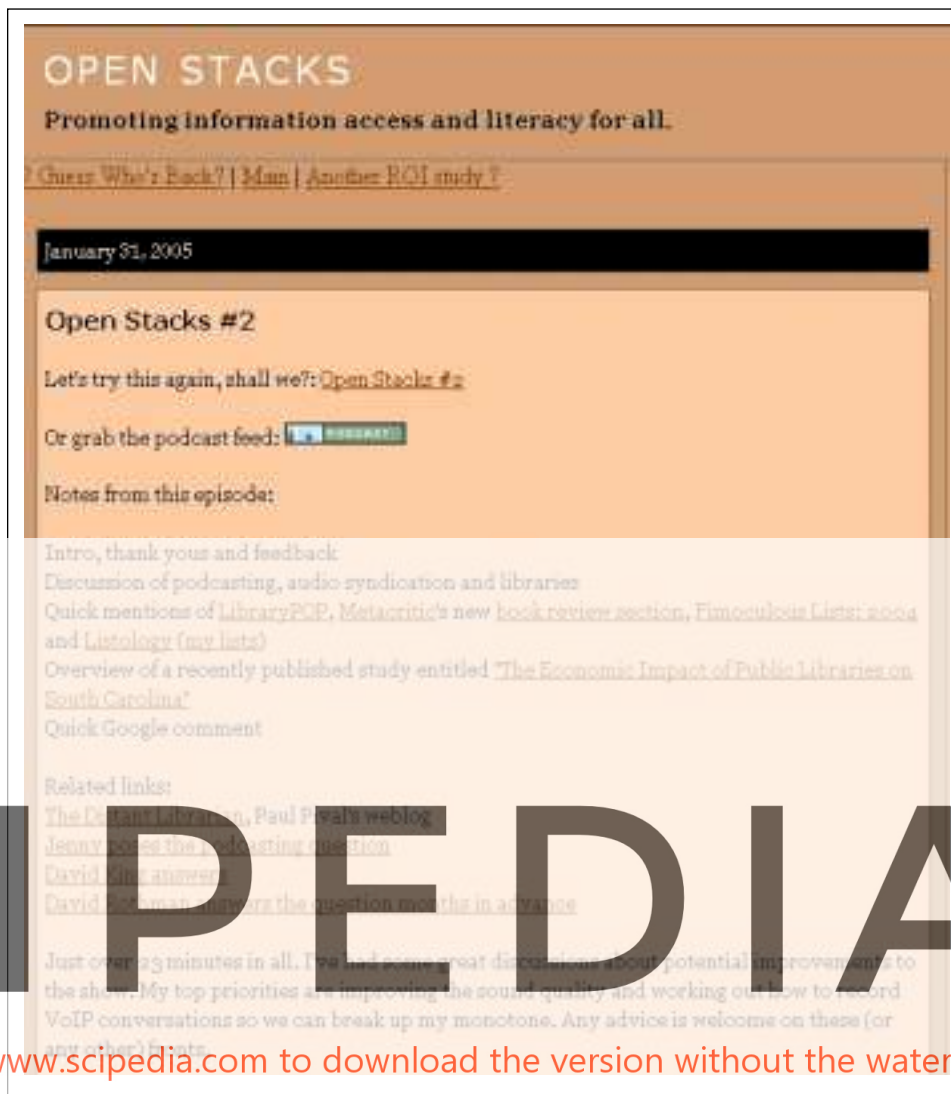 OPEN STACKS
Promoting information access and literacy for all.
? Guess Who's Back? | Main | Another ROI study ?
January 31, 2005
Open Stacks #2
Let's try this again, shall we?: Open Stacks #2
Or grab the podcast feed: PODCAST
Notes from this episode:
Intro, thank yous and feedback
Discussion of podcasting, audio syndication and libraries
Quick mentions of LibraryPOP, Metacritic's new book review section, Fimoculous Lists: 2004
and Listology (my lists)
Overview of a recently published study entitled "The Economic Impact of Public Libraries on
South Carolina"
Quick Google comment
Related links:
The Distant Librarian, Paul Pival's weblog
Jenny poses the podcasting question
David King answers
David Rothman answers the question months in advance
IPEDIA
Just over 23 minutes in all. I've had some great discussions about potential improvements to
the show. My top priorities are improving the sound quality and working out how to record
VoIP conversations so we can break up my monotone. Any advice is welcome on these (or
any other) fronts.
www.scipedia.com to download the version without the water